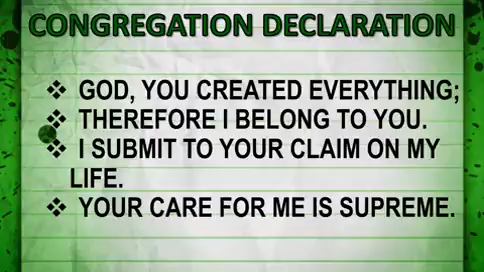 CONGREGATION DECLARATION
❖ GOD, YOU CREATED EVERYTHING;
❖ THEREFORE I BELONG TO YOU.
❖ I SUBMIT TO YOUR CLAIM ON MY
LIFE.
❖ YOUR CARE FOR ME IS SUPREME.